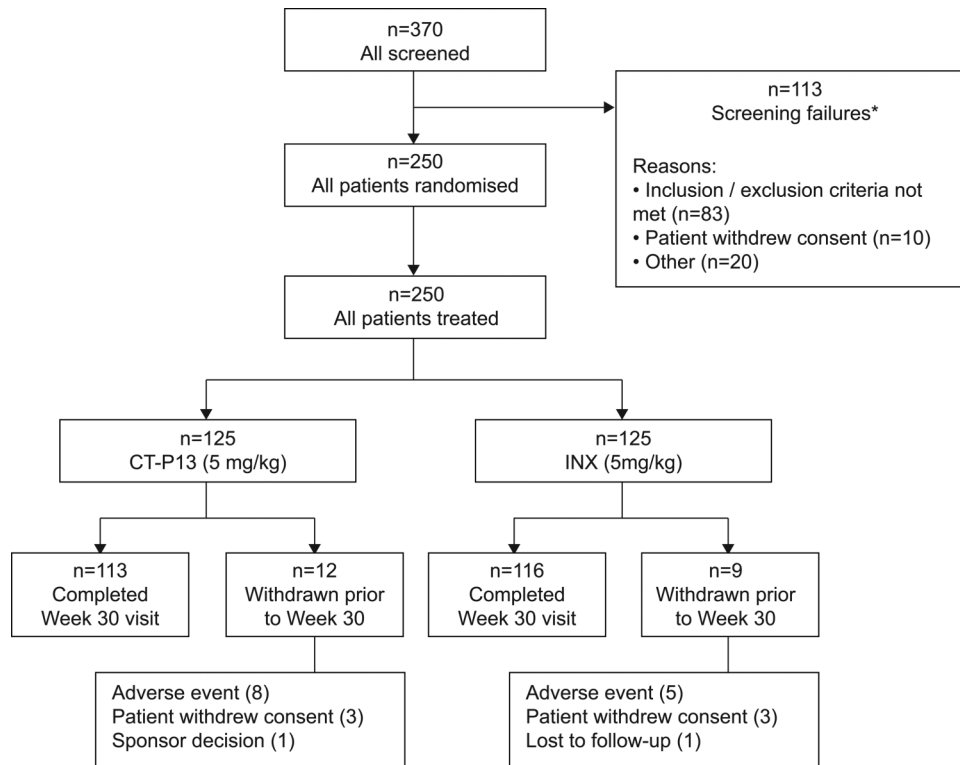 n=370
All screened
n=113
Screening failures*
Reasons:
• Inclusion / exclusion criteria not
met (n=83)
• Patient withdrew consent (n=10)
• Other (n=20)
n=250
All patients randomised
n=250
All patients treated
n=125
CT-P13 (5 mg/kg)
n=125
INX (5mg/kg)
n=113
Completed
Week 30 visit
n=12
Withdrawn prior
to Week 30
n=116
Completed
Week 30 visit
n=9
Withdrawn prior
to Week 30
Adverse event (8)
Patient withdrew consent (3)
Sponsor decision (1)
Adverse event (5)
Patient withdrew consent (3)
Lost to follow-up (1)